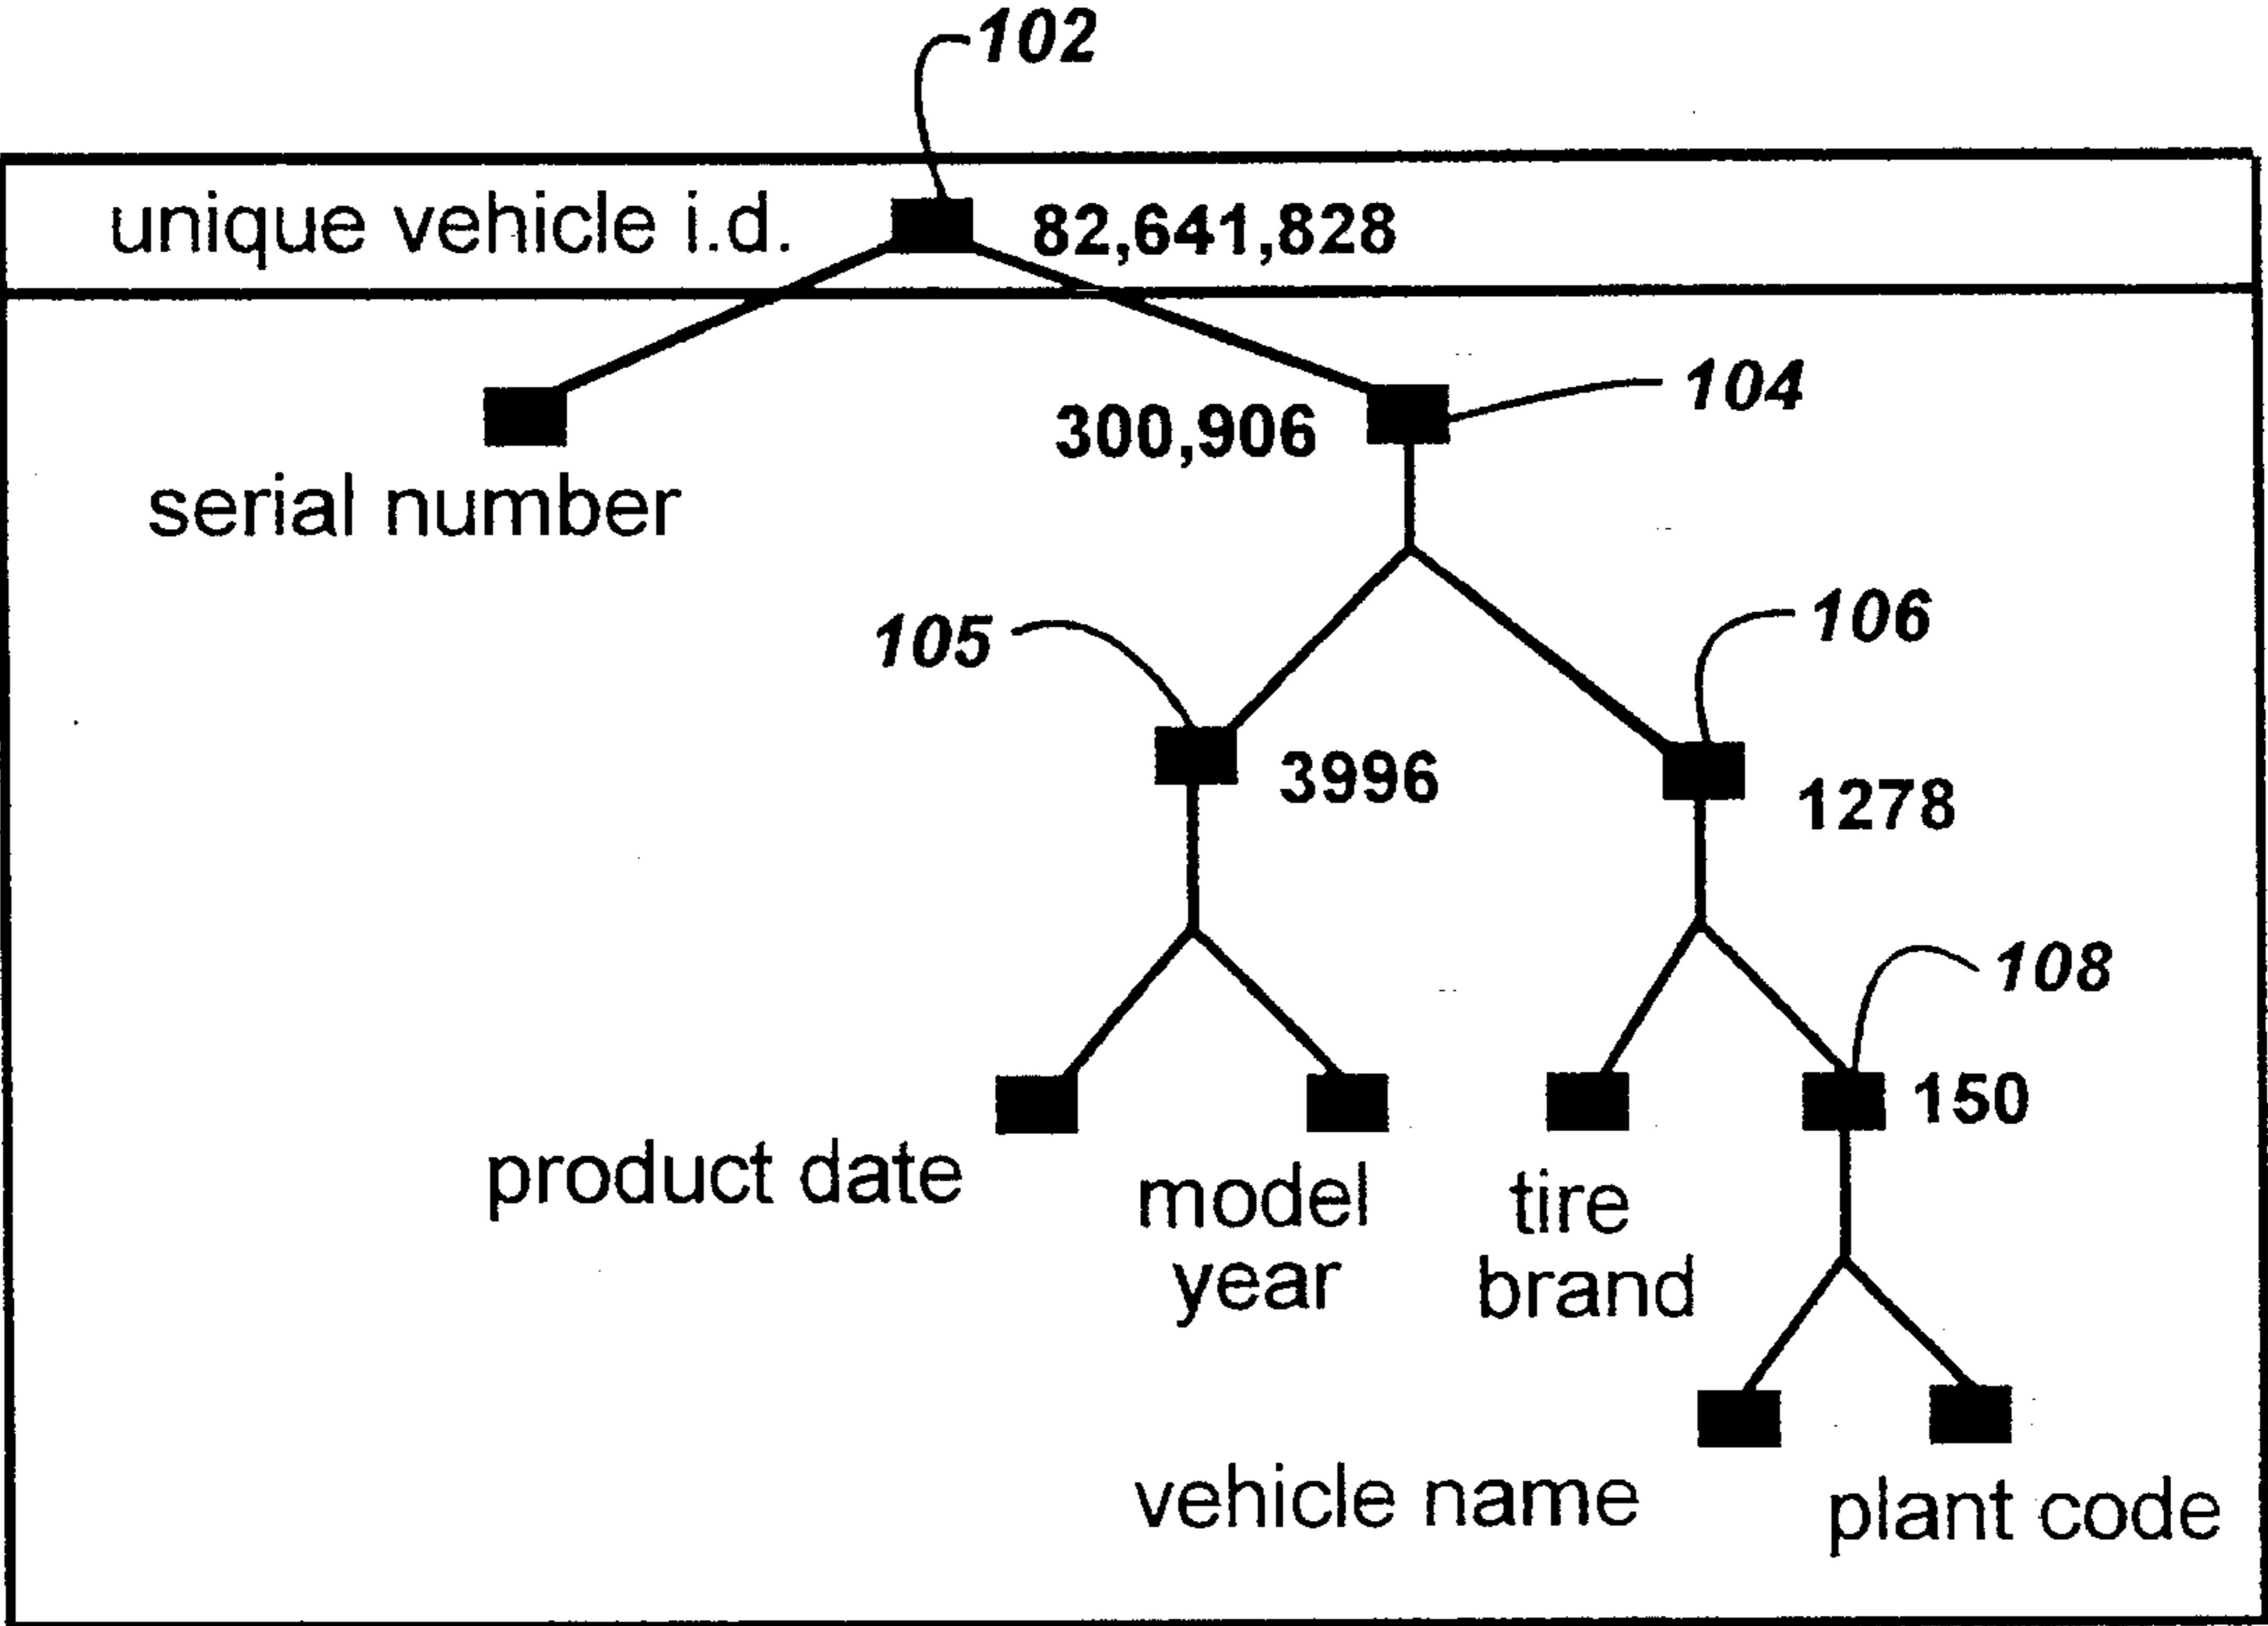 102
unique vehicle i.d.
82,641,828
300,906
104
serial number
105
106
3996
1278
108
150
product date
model
year
tire
brand
vehicle name
plant code